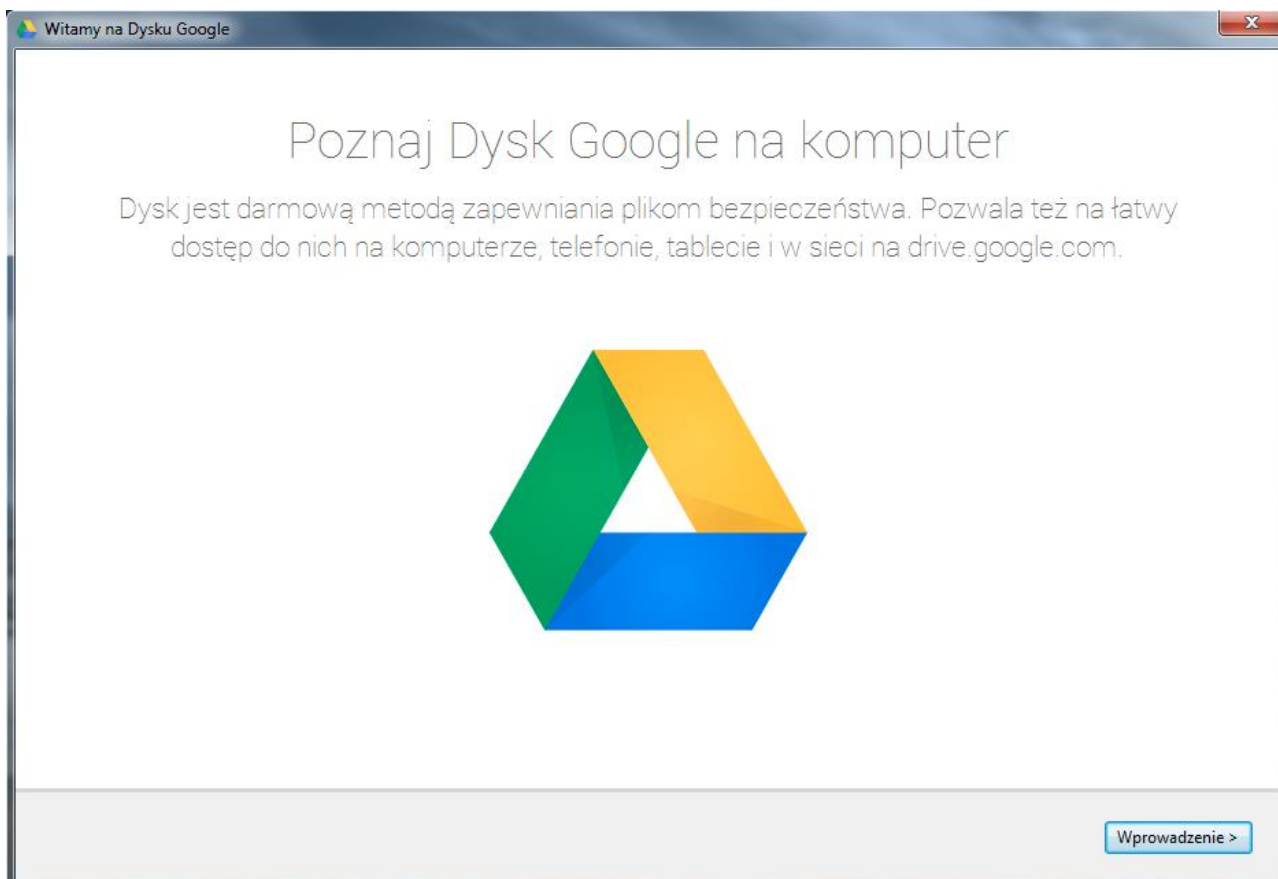 Witamy na Dysku Google
Poznaj Dysk Google na komputer
Dysk jest darmową metodą zapewniania plikom bezpieczeństwa. Pozwala też na łatwy
dostęp do nich na komputerze, telefonie, tablecie i w sieci na drive.google.com.
Wprowadzenie >